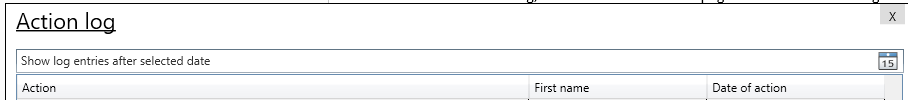 Action log
X
Show log entries after selected date
15
Action First name Date of action